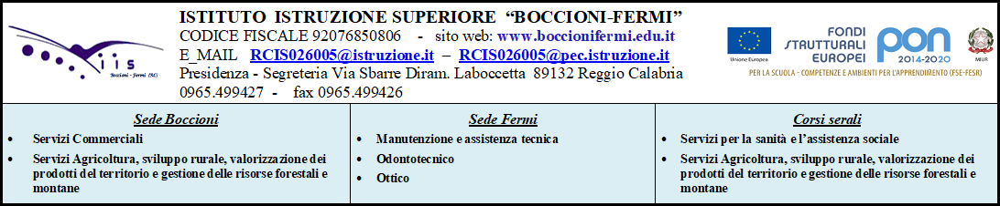 ISTITUTO ISTRUZIONE SUPERIORE “BOCCIONI-FERMI”
CODICE FISCALE 92076850806 - sito web: www.boccionifermi.edu.it
E_MAIL RCIS026005@istruzione.it – RCIS026005@pec.istruzione.it
Presidenza - Segreteria Via Sbarre Diram. Laboccetta 89132 Reggio Calabria
0965.499427 - fax 0965.499426
iis
Boccioni - Fermi (RC)
Unione Europea
FONDI
STRUTTURALI
EUROPEI
pon
2014-2020
MIUR
PER LA SCUOLA - COMPETENZE E AMBIENTI PER L'APPRENDIMENTO (FSE-FESR)
Sede Boccioni
• Servizi Commerciali
• Servizi Agricoltura, sviluppo rurale, valorizzazione dei
prodotti del territorio e gestione delle risorse forestali e
montane
Sede Fermi
• Manutenzione e assistenza tecnica
• Odontotecnico
• Ottico
Corsi serali
• Servizi per la sanità e l’assistenza sociale
• Servizi Agricoltura, sviluppo rurale, valorizzazione dei
prodotti del territorio e gestione delle risorse forestali e
montane